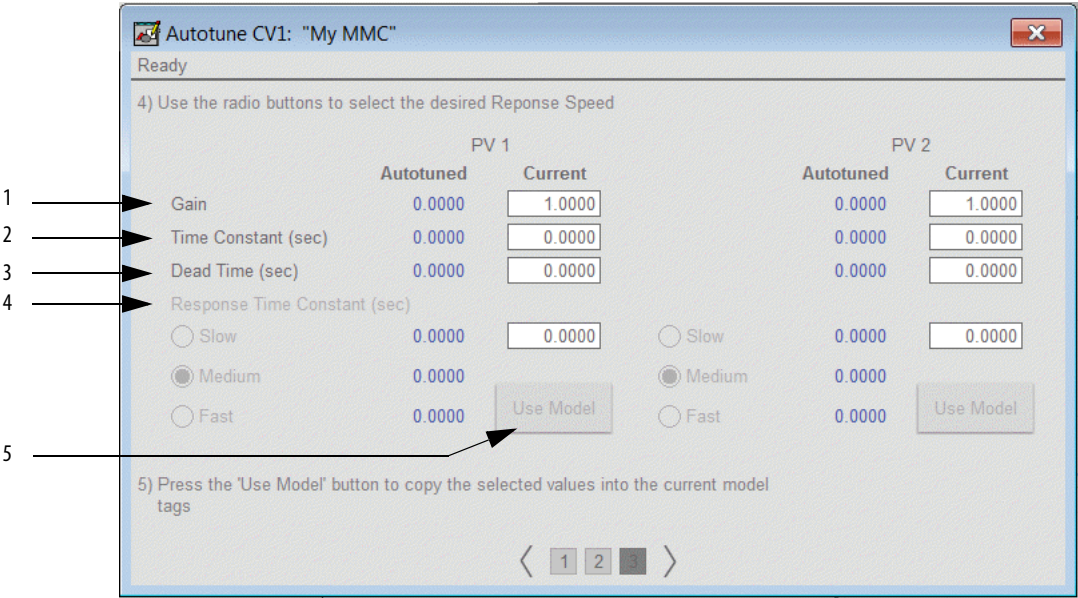 Autotune CV1: "My MMC"
Ready
4) Use the radio buttons to select the desired Reponse Speed
PV 1 PV 2
Autotuned Current Autotuned Current
1 Gain 0.0000 1.0000 0.0000 1.0000
2 Time Constant (sec) 0.0000 0.0000 0.0000 0.0000
3 Dead Time (sec) 0.0000 0.0000 0.0000 0.0000
4 Response Time Constant (sec)
Slow 0.0000 0.0000 Slow 0.0000 0.0000
Medium 0.0000 Medium 0.0000
Fast 0.0000 Use Model Fast 0.0000 Use Model
5
5) Press the 'Use Model' button to copy the selected values into the current model
tags
1 2 3